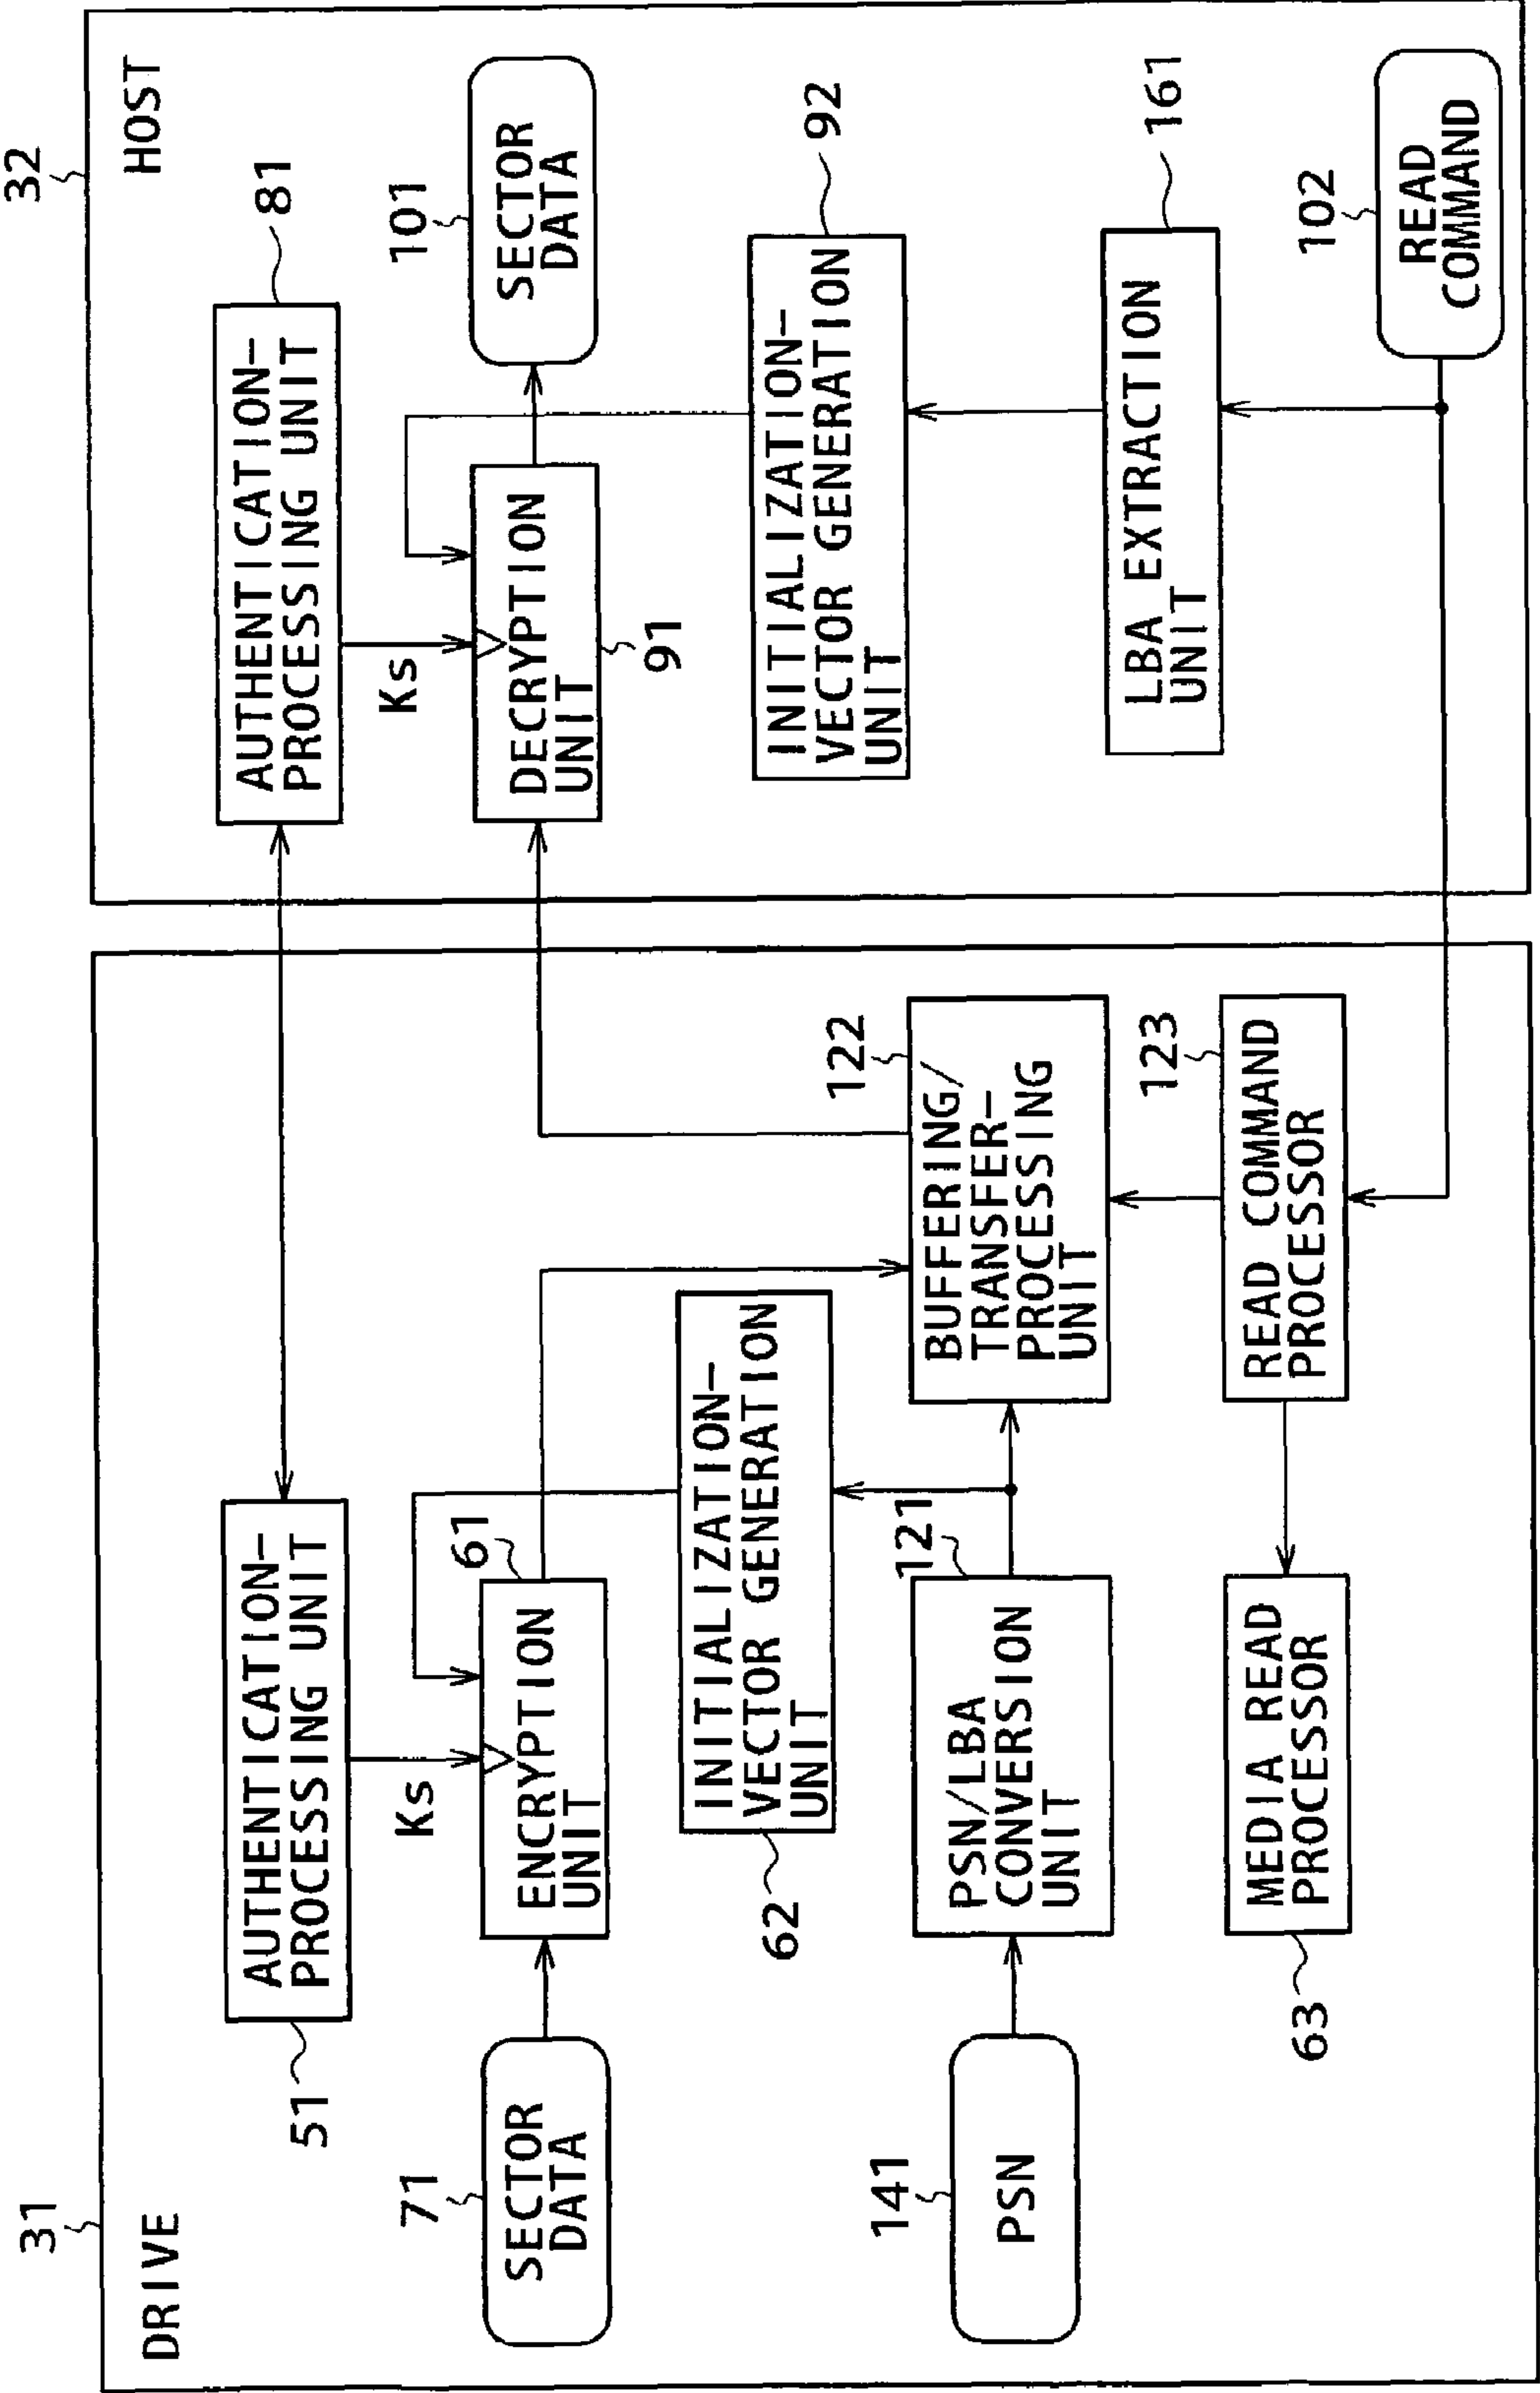 31
DRIVE
51
AUTHENTICATION-
PROCESSING UNIT
Ks
71
SECTOR
DATA
61
ENCRYPTION
UNIT
62
INITIALIZATION-
VECTOR GENERATION
UNIT
141
PSN
121
PSN/LBA
CONVERSION
UNIT
122
BUFFERING/
TRANSFER-
PROCESSING
UNIT
63
MEDIA READ
PROCESSOR
123
READ COMMAND
PROCESSOR
32
HOST
81
AUTHENTICATION-
PROCESSING UNIT
Ks
91
DECRYPTION
UNIT
101
SECTOR
DATA
92
INITIALIZATION-
VECTOR GENERATION
UNIT
161
LBA EXTRACTION
UNIT
102
READ
COMMAND